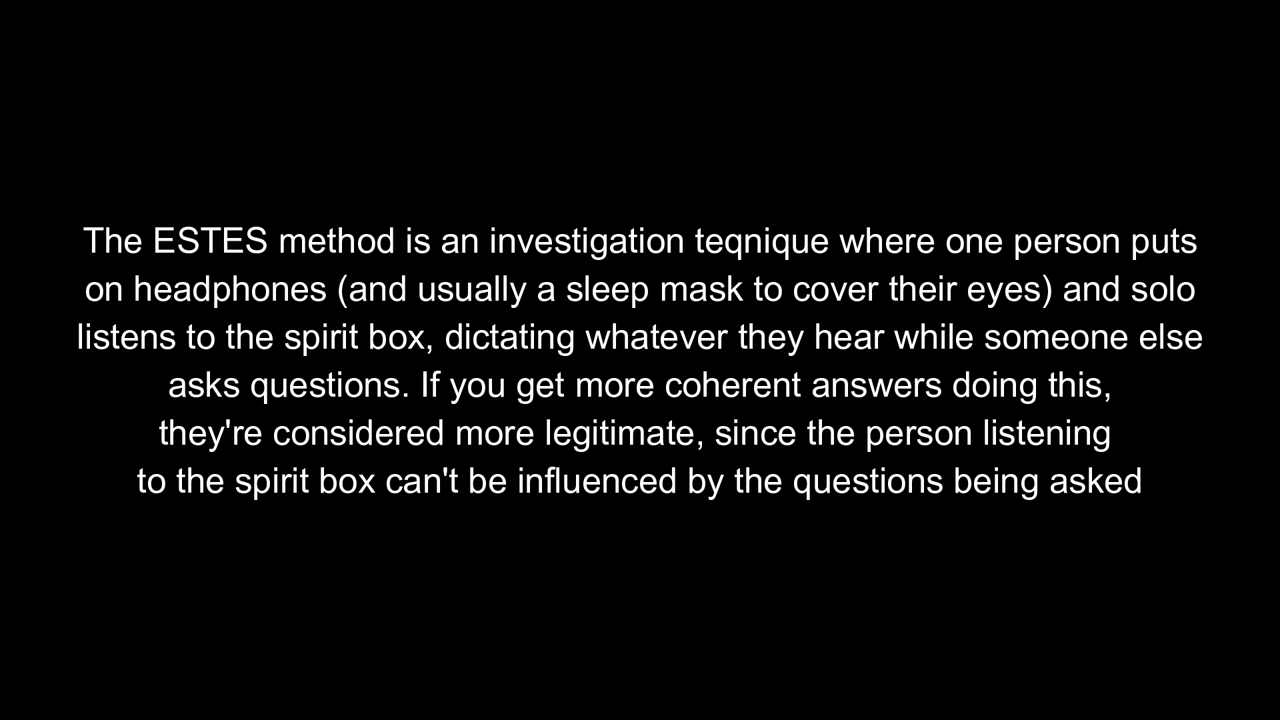 The ESTES method is an investigation teqnique where one person puts
on headphones (and usually a sleep mask to cover their eyes) and solo
listens to the spirit box, dictating whatever they hear while someone else
asks questions. If you get more coherent answers doing this,
they're considered more legitimate, since the person listening
to the spirit box can't be influenced by the questions being asked